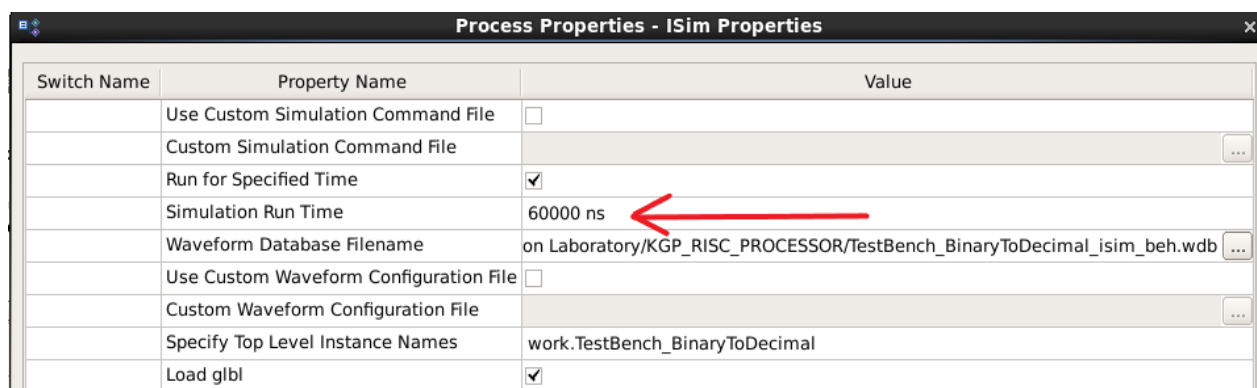 Process Properties - ISim Properties
Switch Name Property Name Value
Use Custom Simulation Command File
Custom Simulation Command File ...
Run for Specified Time
Simulation Run Time 60000 ns
Waveform Database Filename on Laboratory/KGP_RISC_PROCESSOR/TestBench_BinaryToDecimal_isim_beh.wdb ...
Use Custom Waveform Configuration File
Custom Waveform Configuration File ...
Specify Top Level Instance Names work.TestBench_BinaryToDecimal
Load glbl